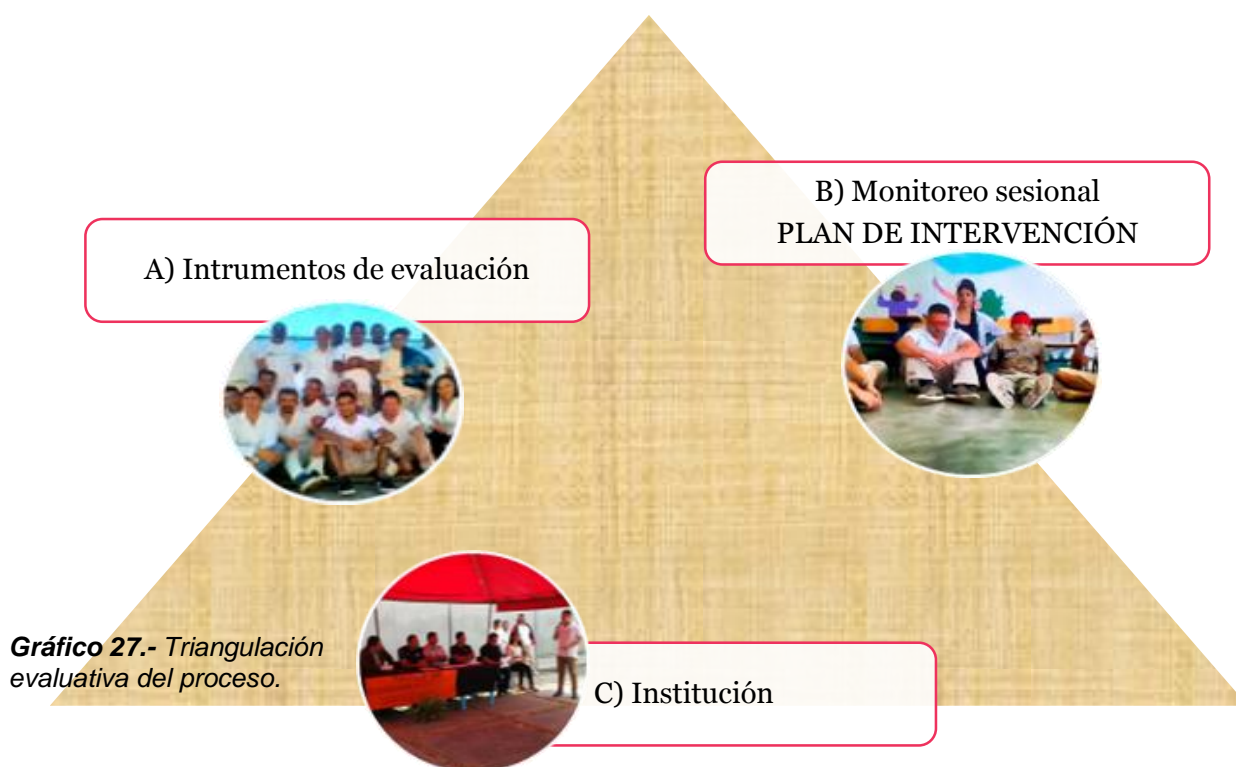 A) Intrumentos de evaluación
B) Monitoreo sesional
PLAN DE INTERVENCIÓN
Gráfico 27.- Triangulación
evaluativa del proceso.
C) Institución